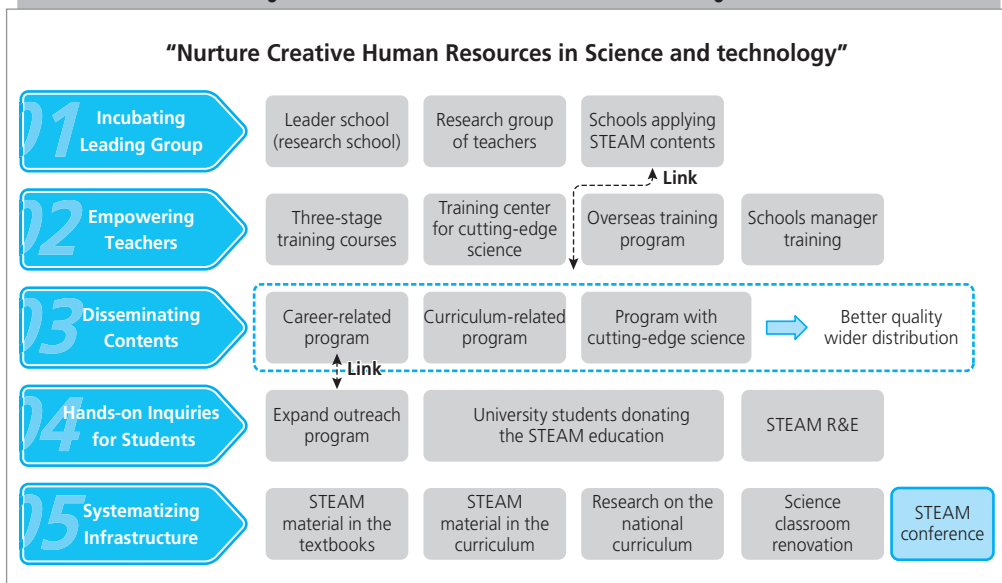 "Nurture Creative Human Resources in Science and technology"
01
Incubating
Leading Group
Leader school
(research school)
Research group
of teachers
Schools applying
STEAM contents
Link
02
Empowering
Teachers
Three-stage
training courses
Training center
for cutting-edge
science
Overseas training
program
Schools manager
training
03
Disseminating
Contents
Career-related
program
Curriculum-related
program
Program with
cutting-edge science
Better quality
wider distribution
Link
04
Hands-on Inquiries
for Students
Expand outreach
program
University students donating
the STEAM education
STEAM R&E
05
Systematizing
Infrastructure
STEAM
material in the
textbooks
STEAM
material in the
curriculum
Research on the
national
curriculum
Science
classroom
renovation
STEAM
conference